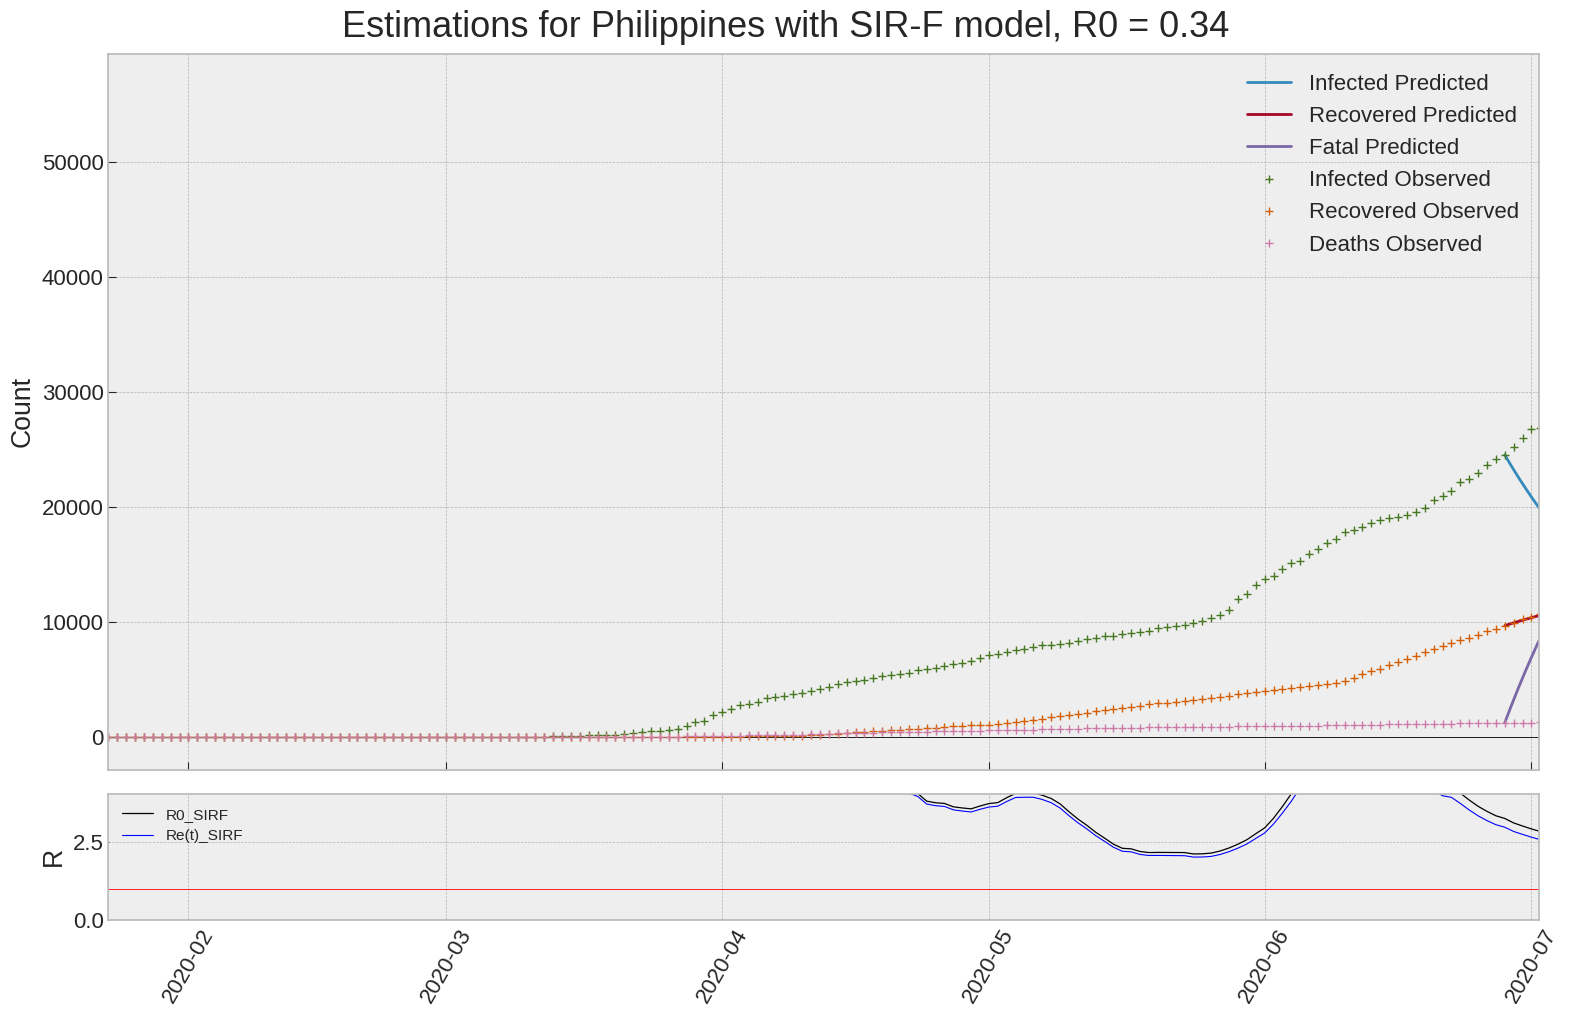 Estimations for Philippines with SIR-F model, R0 = 0.34
Infected Predicted
Recovered Predicted
Fatal Predicted
Infected Observed
Recovered Observed
Deaths Observed
50000
40000
30000
20000
10000
0
Count
R0_SIRF
Re(t)_SIRF
2.5
0.0
R
2020-02
2020-03
2020-04
2020-05
2020-06
2020-07